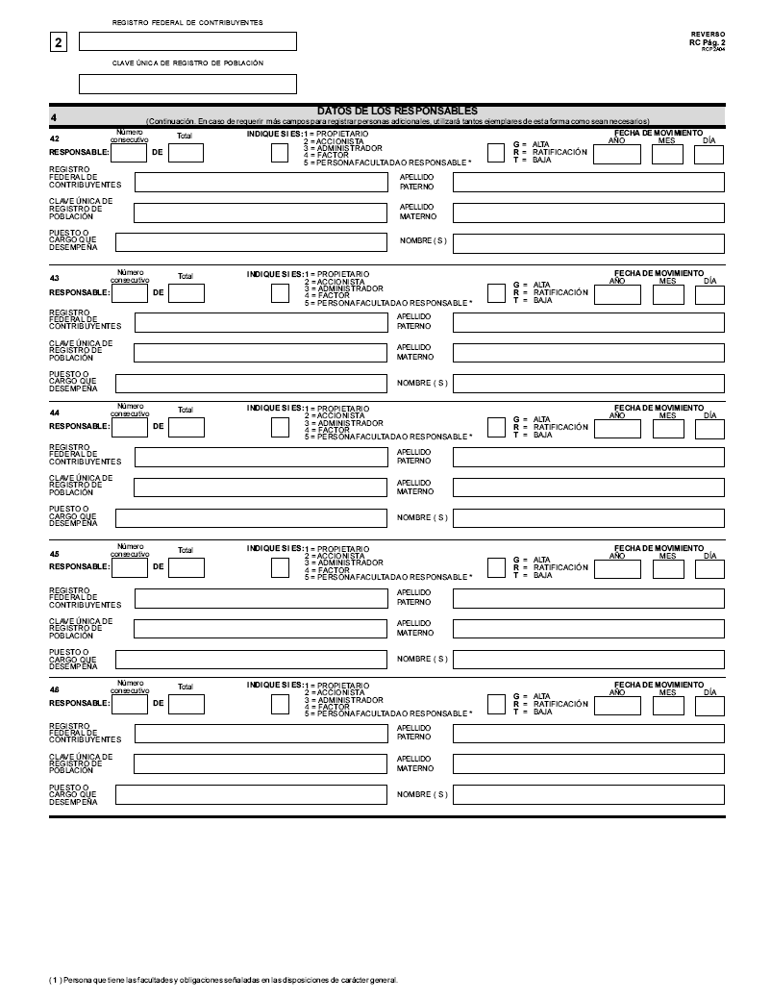 REGISTRO FEDERAL DE CONTRIBUYENTES
2
REVERSO
RC Pág. 2
RCP2A04
CLAVE ÚNICA DE REGISTRO DE POBLACIÓN
DATOS DE LOS RESPONSABLES
4
(Continuación. En caso de requerir más campos para registrar personas adicionales, utilizará tantos ejemplares de esta forma como sean necesarios)
4.2 Número consecutivo Total INDIQUE SI ES: 1 = PROPIETARIO FECHA DE MOVIMIENTO
2 = ACCIONISTA AÑO MES DÍA
RESPONSABLE: DE 3 = ADMINISTRADOR G = ALTA
4 = FACTOR R = RATIFICACIÓN
5 = PERSONA FACULTADA O RESPONSABLE * T = BAJA
REGISTRO FEDERAL DE CONTRIBUYENTES APELLIDO PATERNO
CLAVE ÚNICA DE REGISTRO DE POBLACIÓN APELLIDO MATERNO
PUESTO O CARGO QUE DESEMPEÑA NOMBRE ( S )
4.3 Número consecutivo Total INDIQUE SI ES: 1 = PROPIETARIO FECHA DE MOVIMIENTO
2 = ACCIONISTA AÑO MES DÍA
RESPONSABLE: DE 3 = ADMINISTRADOR G = ALTA
4 = FACTOR R = RATIFICACIÓN
5 = PERSONA FACULTADA O RESPONSABLE * T = BAJA
REGISTRO FEDERAL DE CONTRIBUYENTES APELLIDO PATERNO
CLAVE ÚNICA DE REGISTRO DE POBLACIÓN APELLIDO MATERNO
PUESTO O CARGO QUE DESEMPEÑA NOMBRE ( S )
4.4 Número consecutivo Total INDIQUE SI ES: 1 = PROPIETARIO FECHA DE MOVIMIENTO
2 = ACCIONISTA AÑO MES DÍA
RESPONSABLE: DE 3 = ADMINISTRADOR G = ALTA
4 = FACTOR R = RATIFICACIÓN
5 = PERSONA FACULTADA O RESPONSABLE * T = BAJA
REGISTRO FEDERAL DE CONTRIBUYENTES APELLIDO PATERNO
CLAVE ÚNICA DE REGISTRO DE POBLACIÓN APELLIDO MATERNO
PUESTO O CARGO QUE DESEMPEÑA NOMBRE ( S )
4.5 Número consecutivo Total INDIQUE SI ES: 1 = PROPIETARIO FECHA DE MOVIMIENTO
2 = ACCIONISTA AÑO MES DÍA
RESPONSABLE: DE 3 = ADMINISTRADOR G = ALTA
4 = FACTOR R = RATIFICACIÓN
5 = PERSONA FACULTADA O RESPONSABLE * T = BAJA
REGISTRO FEDERAL DE CONTRIBUYENTES APELLIDO PATERNO
CLAVE ÚNICA DE REGISTRO DE POBLACIÓN APELLIDO MATERNO
PUESTO O CARGO QUE DESEMPEÑA NOMBRE ( S )
4.6 Número consecutivo Total INDIQUE SI ES: 1 = PROPIETARIO FECHA DE MOVIMIENTO
2 = ACCIONISTA AÑO MES DÍA
RESPONSABLE: DE 3 = ADMINISTRADOR G = ALTA
4 = FACTOR R = RATIFICACIÓN
5 = PERSONA FACULTADA O RESPONSABLE * T = BAJA
REGISTRO FEDERAL DE CONTRIBUYENTES APELLIDO PATERNO
CLAVE ÚNICA DE REGISTRO DE POBLACIÓN APELLIDO MATERNO
PUESTO O CARGO QUE DESEMPEÑA NOMBRE ( S )
( 1 ) Persona que tiene las facultades y obligaciones señaladas en las disposiciones de carácter general.